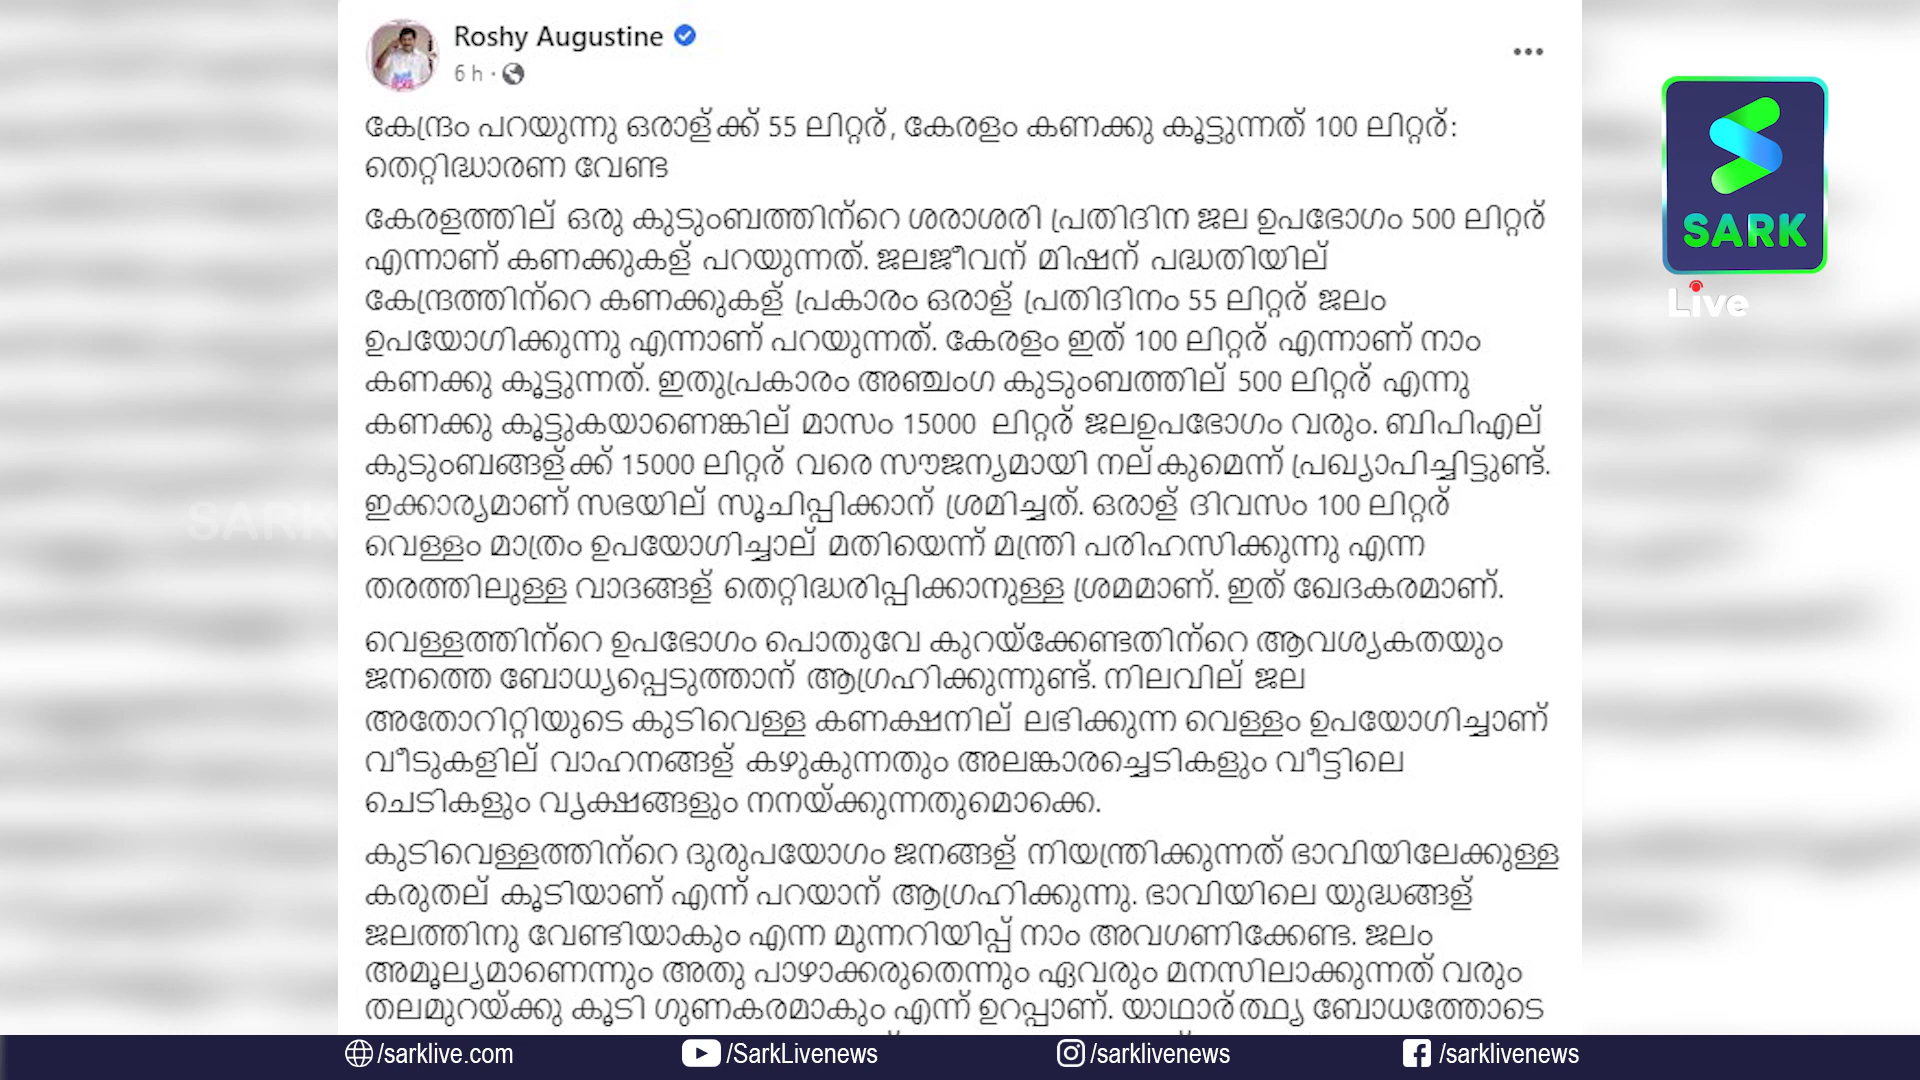 Roshy Augustine
6 h ·
കേന്ദ്രം പറയുന്നു ഒരാള്ക്ക് 55 ലിറ്റര്, കേരളം കണക്കു കൂട്ടുന്നത് 100 ലിറ്റര്:
തെറ്റിദ്ധാരണ വേണ്ട
കേരളത്തില് ഒരു കുടുംബത്തിന്റെ ശരാശരി പ്രതിദിന ജല ഉപഭോഗം 500 ലിറ്റര്
എന്നാണ് കണക്കുകള് പറയുന്നത്. ജലജീവന് മിഷന് പദ്ധതിയില്
കേന്ദ്രത്തിന്റെ കണക്കുകള് പ്രകാരം ഒരാള് പ്രതിദിനം 55 ലിറ്റര് ജലം
ഉപയോഗിക്കുന്നു എന്നാണ് പറയുന്നത്. കേരളം ഇത് 100 ലിറ്റര് എന്നാണ് നാം
കണക്കു കൂട്ടുന്നത്. ഇതുപ്രകാരം അഞ്ചംഗ കുടുംബത്തില് 500 ലിറ്റര് എന്നു
കണക്കു കൂട്ടുകയാണെങ്കില് മാസം 15000 ലിറ്റര് ജലഉപഭോഗം വരും. ബിപിഎല്
കുടുംബങ്ങള്ക്ക് 15000 ലിറ്റര് വരെ സൗജന്യമായി നല്കുമെന്ന് പ്രഖ്യാപിച്ചിട്ടുണ്ട്.
ഇക്കാര്യമാണ് സഭയില് സൂചിപ്പിക്കാന് ശ്രമിച്ചത്. ഒരാള് ദിവസം 100 ലിറ്റര്
വെള്ളം മാത്രം ഉപയോഗിച്ചാല് മതിയെന്ന് മന്ത്രി പരിഹസിക്കുന്നു എന്ന
തരത്തിലുള്ള വാദങ്ങള് തെറ്റിദ്ധരിപ്പിക്കാനുള്ള ശ്രമമാണ്. ഇത് ഖേദകരമാണ്.
വെള്ളത്തിന്റെ ഉപഭോഗം പൊതുവേ കുറയ്ക്കേണ്ടതിന്റെ ആവശ്യകതയും
ജനത്തെ ബോധ്യപ്പെടുത്താന് ആഗ്രഹിക്കുന്നുണ്ട്. നിലവില് ജല
അതോറിറ്റിയുടെ കുടിവെള്ള കണക്ഷനില് ലഭിക്കുന്ന വെള്ളം ഉപയോഗിച്ചാണ്
വീടുകളില് വാഹനങ്ങള് കഴുകുന്നതും അലങ്കാരച്ചെടികളും വീട്ടിലെ
ചെടികളും വൃക്ഷങ്ങളും നനയ്ക്കുന്നതുമൊക്കെ.
കുടിവെള്ളത്തിന്റെ ദുരുപയോഗം ജനങ്ങള് നിയന്ത്രിക്കുന്നത് ഭാവിയിലേക്കുള്ള
കരുതല് കൂടിയാണ് എന്ന് പറയാന് ആഗ്രഹിക്കുന്നു. ഭാവിയിലെ യുദ്ധങ്ങള്
ജലത്തിനു വേണ്ടിയാകും എന്ന മുന്നറിയിപ്പ് നാം അവഗണിക്കേണ്ട. ജലം
അമൂല്യമാണെന്നും അതു പാഴാക്കരുതെന്നും ഏവരും മനസിലാക്കുന്നത് വരും
തലമുറയ്ക്കു കൂടി ഗുണകരമാകും എന്ന് ഉറപ്പാണ്. യാഥാര്ത്ഥ്യ ബോധത്തോടെ
SARK
Live
SARK
/sarklive.com
/SarkLivenews
/sarklivenews
/sarklivenews